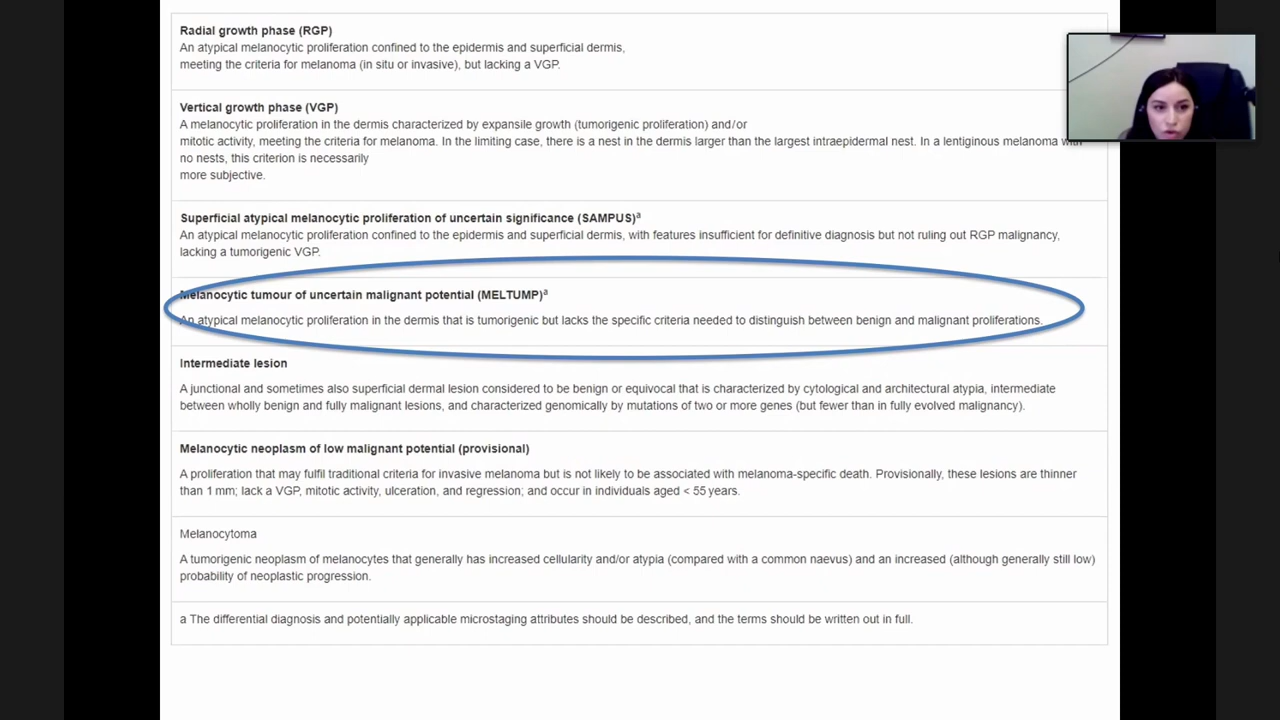 Radial growth phase (RGP)
An atypical melanocytic proliferation confined to the epidermis and superficial dermis,
meeting the criteria for melanoma (in situ or invasive), but lacking a VGP.
Vertical growth phase (VGP)
A melanocytic proliferation in the dermis characterized by expansile growth (tumorigenic proliferation) and/or
mitotic activity, meeting the criteria for melanoma. In the limiting case, there is a nest in the dermis larger than the largest intraepidermal nest. In a lentiginous melanoma with
no nests, this criterion is necessarily
more subjective.
Superficial atypical melanocytic proliferation of uncertain significance (SAMPUS)a
An atypical melanocytic proliferation confined to the epidermis and superficial dermis, with features insufficient for definitive diagnosis but not ruling out RGP malignancy,
lacking a tumorigenic VGP.
Melanocytic tumour of uncertain malignant potential (MELTUMP)a
An atypical melanocytic proliferation in the dermis that is tumorigenic but lacks the specific criteria needed to distinguish between benign and malignant proliferations.
Intermediate lesion
A junctional and sometimes also superficial dermal lesion considered to be benign or equivocal that is characterized by cytological and architectural atypia, intermediate
between wholly benign and fully malignant lesions, and characterized genomically by mutations of two or more genes (but fewer than in fully evolved malignancy).
Melanocytic neoplasm of low malignant potential (provisional)
A proliferation that may fulfil traditional criteria for invasive melanoma but is not likely to be associated with melanoma-specific death. Provisionally, these lesions are thinner
than 1 mm; lack a VGP, mitotic activity, ulceration, and regression; and occur in individuals aged < 55 years.
Melanocytoma
A tumorigenic neoplasm of melanocytes that generally has increased cellularity and/or atypia (compared with a common naevus) and an increased (although generally still low)
probability of neoplastic progression.
a The differential diagnosis and potentially applicable microstaging attributes should be described, and the terms should be written out in full.